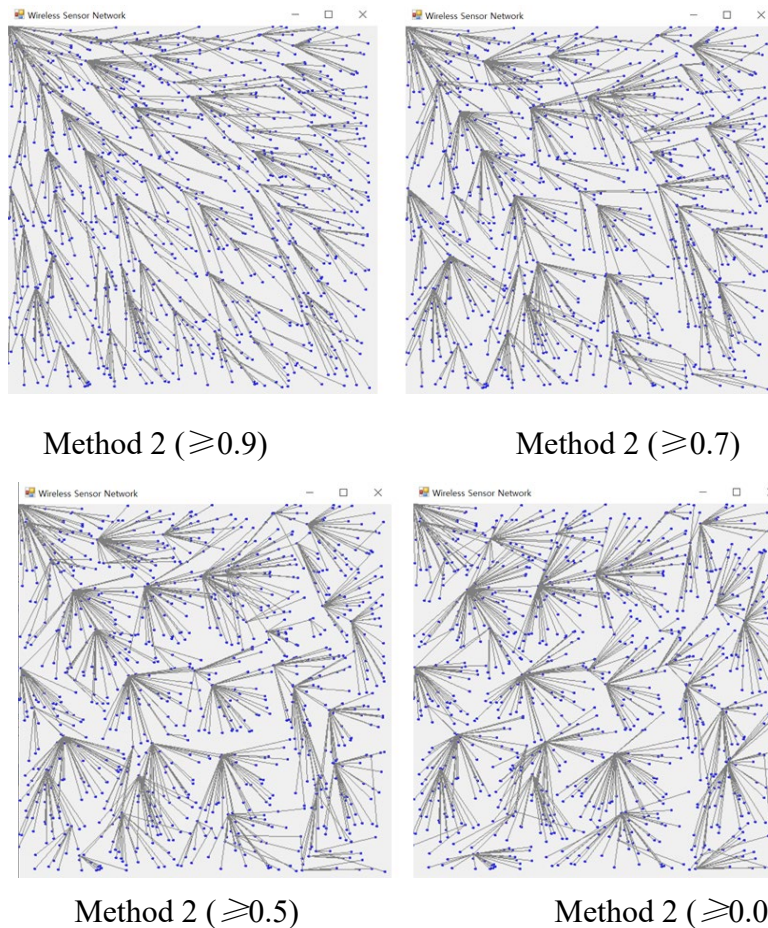 Wireless Sensor Network
Wireless Sensor Network
Method 2 (≥0.9)
Method 2 (≥0.7)
Wireless Sensor Network
Wireless Sensor Network
Method 2 (≥0.5)
Method 2 (≥0.0